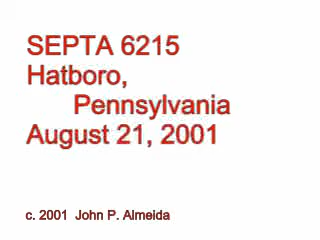 SEPTA 6215
Hatboro,
Pennsylvania
August 21, 2001
c. 2001 John P. Almeida